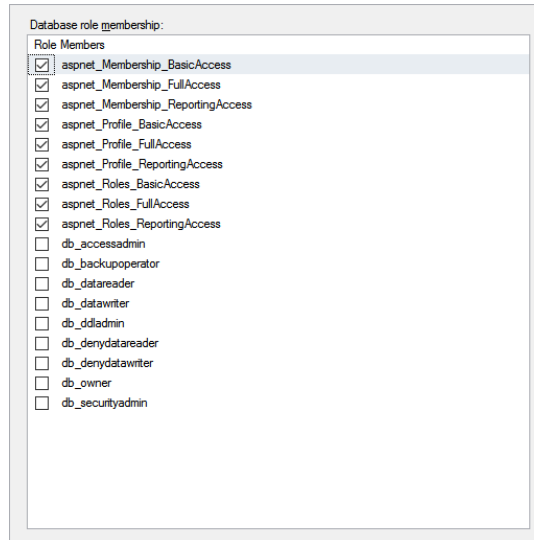 Database role membership:
Role Members
aspnet_Membership_BasicAccess
aspnet_Membership_FullAccess
aspnet_Membership_ReportingAccess
aspnet_Profile_BasicAccess
aspnet_Profile_FullAccess
aspnet_Profile_ReportingAccess
aspnet_Roles_BasicAccess
aspnet_Roles_FullAccess
aspnet_Roles_ReportingAccess
db_accessadmin
db_backupoperator
db_datareader
db_datawriter
db_ddladmin
db_denydatareader
db_denydatawriter
db_owner
db_securityadmin